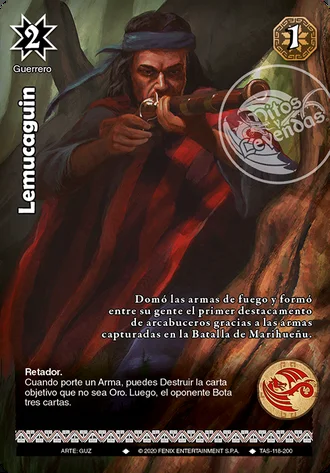 2
1
Guerrero
Mitos y
Leyendas
Lemucaguin
Domó las armas de fuego y formó
entre su gente el primer destacamento
de arcabuceros gracias a las armas
capturadas en la Batalla de Marihueñu.
Retador.
Cuando porte un Arma, puedes Destruir la carta
objetivo que no sea Oro. Luego, el oponente Bota
tres cartas.
ARTE: GUZ
© 2020 FENIX ENTERTAINMENT S.P.A.
TAS-118-200